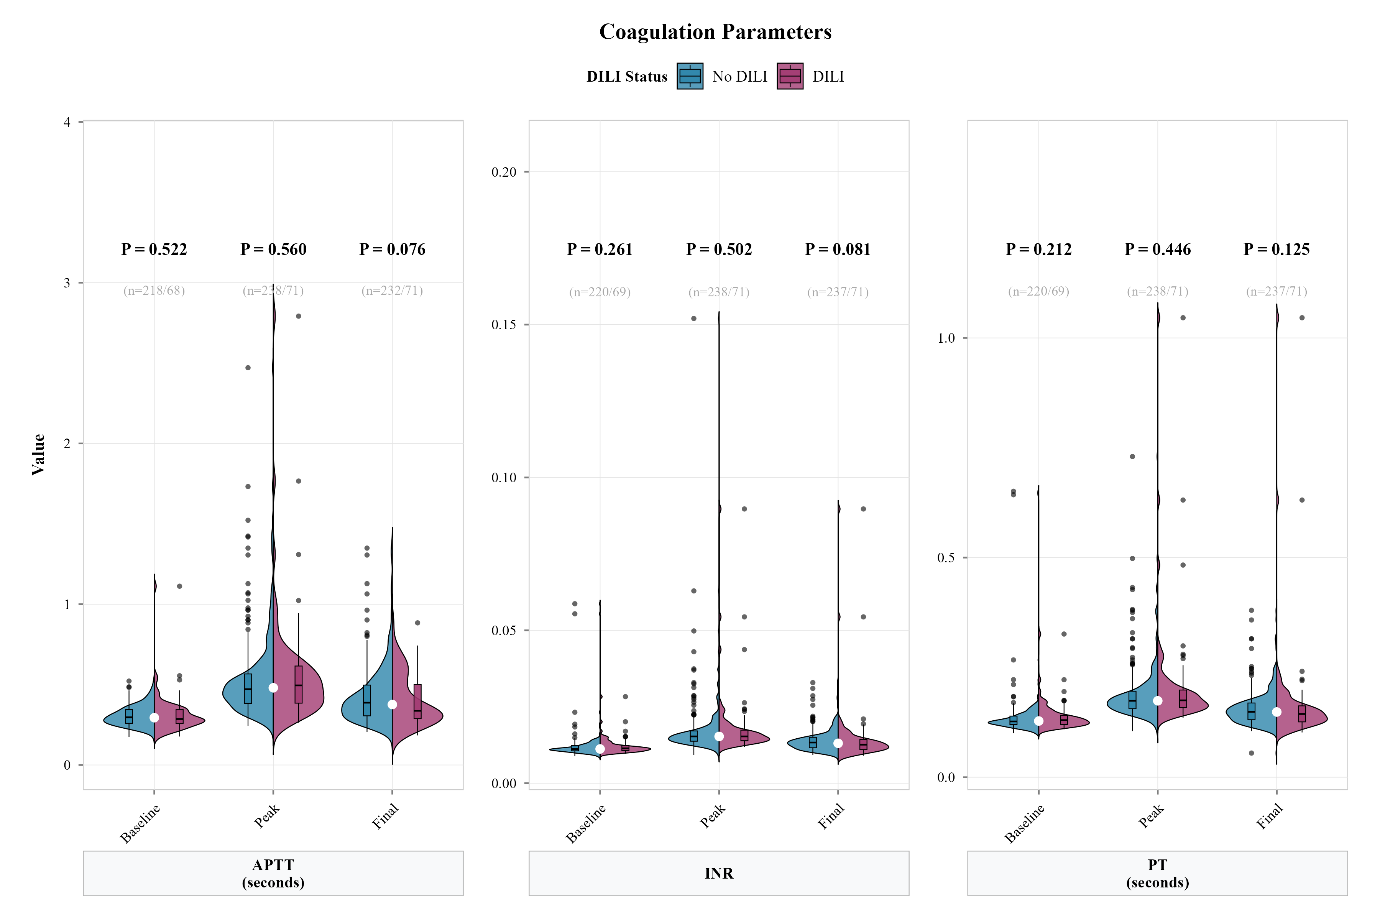 Coagulation Parameters
DILI Status No DILI DILI
Value
4
3
2
1
0
P = 0.522 P = 0.560 P = 0.076
(n=218/68) (n=238/71) (n=232/71)
Baseline Peak Final
APTT
(seconds)
0.20
0.15
0.10
0.05
0.00
P = 0.261 P = 0.502 P = 0.081
(n=220/69) (n=238/71) (n=237/71)
Baseline Peak Final
INR
1.0
0.5
0.0
P = 0.212 P = 0.446 P = 0.125
(n=220/69) (n=238/71) (n=237/71)
Baseline Peak Final
PT
(seconds)